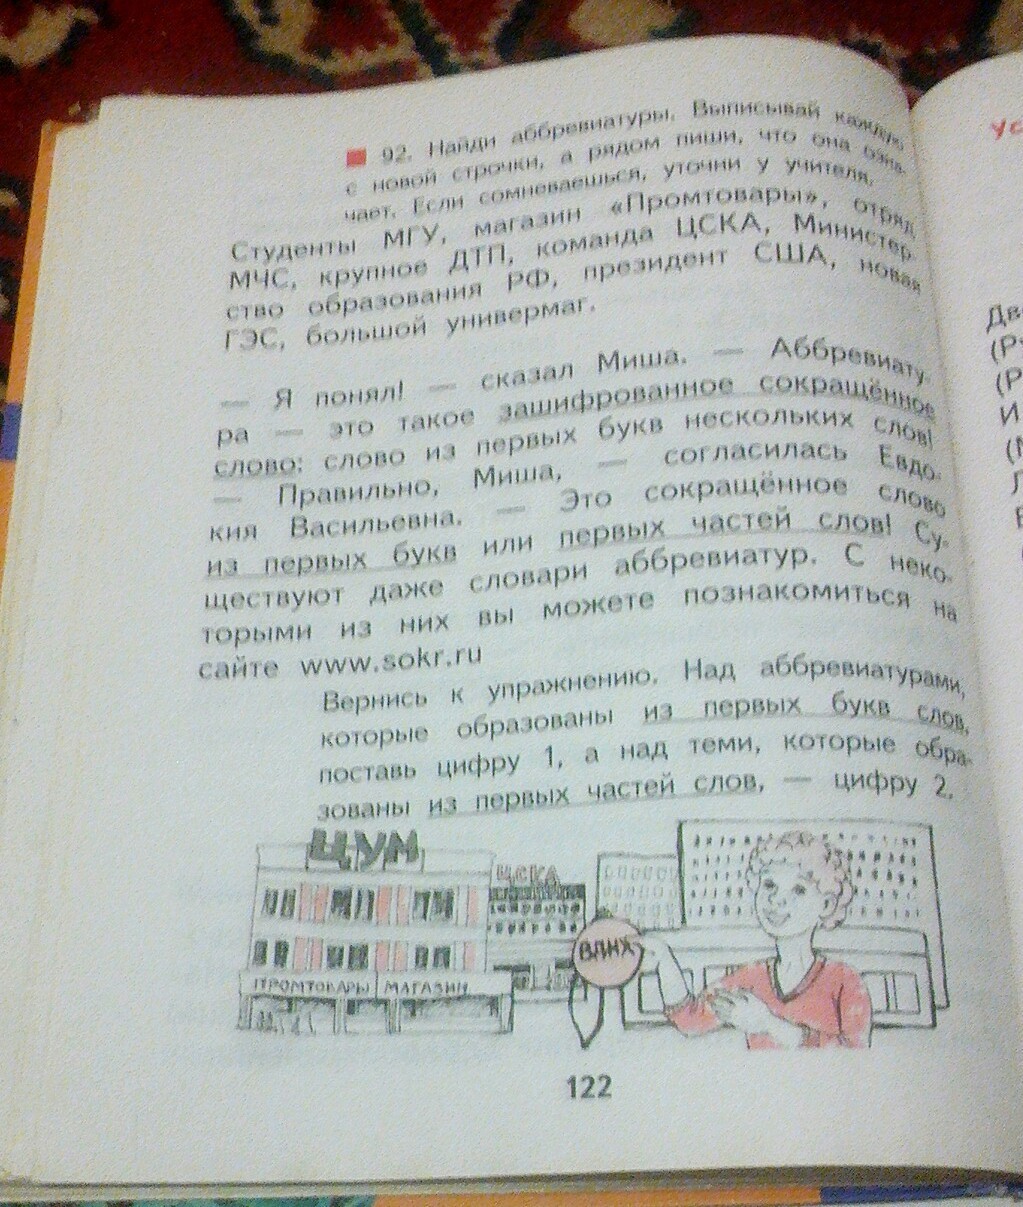 92. Найди аббревиатуры. Выписывай каждую
с новой строчки, а рядом пиши, что она озна-
чает. Если сомневаешься, уточни у учителя.
Студенты МГУ, магазин «Промтовары», отряд
МЧС, крупное ДТП, команда ЦСКА, Министер-
ство образования РФ, президент США, новая
ГЭС, большой универмаг.
— Я понял! — сказал Миша. — Аббревиату-
ра — это такое зашифрованное сокращённое
слово: слово из первых букв нескольких слов!
— Правильно, Миша, — согласилась Евдо-
кия Васильевна. — Это сокращённое слово
из первых букв или первых частей слов! Су-
ществуют даже словари аббревиатур. С неко-
торыми из них вы можете познакомиться на
сайте www.sokr.ru
Вернись к упражнению. Над аббревиатурами,
которые образованы из первых букв слов,
поставь цифру 1, а над теми, которые обра-
зованы из первых частей слов, — цифру 2.
ЦУМ
ЦСКА
ВДНХ
ПРОМТОВАРЫ МАГАЗИН
122
Дв
(Р
(Р
И